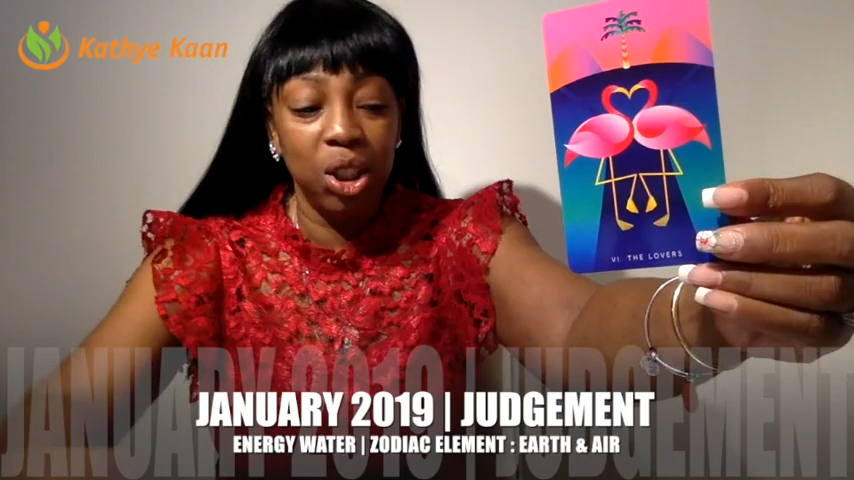 Kathye Kaan
VI. THE LOVERS
JANUARY 2019 | JUDGEMENT
JANUARY 2019 | JUDGEMENT
ENERGY WATER | ZODIAC ELEMENT : EARTH & AIR